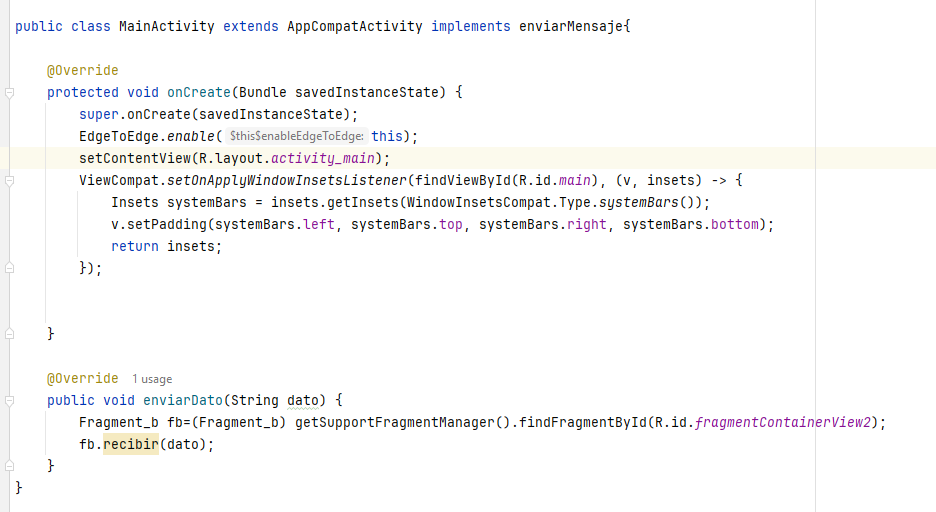 public class MainActivity extends AppCompatActivity implements enviarMensaje{
@Override
protected void onCreate(Bundle savedInstanceState) {
super.onCreate(savedInstanceState);
EdgeToEdge.enable( $this$enableEdgeToEdge: this);
setContentView(R.layout.activity_main);
ViewCompat.setOnApplyWindowInsetsListener(findViewById(R.id.main), (v, insets) -> {
Insets systemBars = insets.getInsets(WindowInsetsCompat.Type.systemBars());
v.setPadding(systemBars.left, systemBars.top, systemBars.right, systemBars.bottom);
return insets;
});
}
@Override 1 usage
public void enviarDato(String dato) {
Fragment_b fb=(Fragment_b) getSupportFragmentManager().findFragmentById(R.id.fragmentContainerView2);
fb.recibir(dato);
}
}